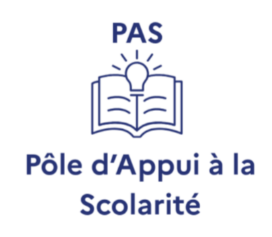 PAS
Pôle d'Appui à la
Scolarité